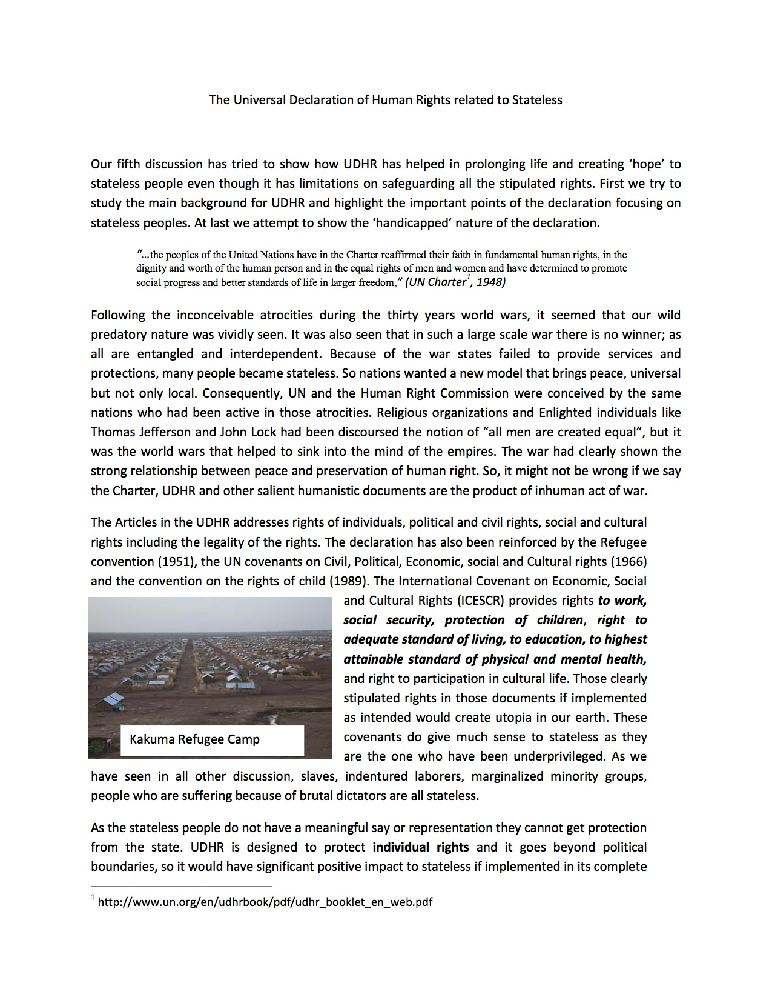 The Universal Declaration of Human Rights related to Stateless
Our fifth discussion has tried to show how UDHR has helped in prolonging life and creating ‘hope’ to
stateless people even though it has limitations on safeguarding all the stipulated rights. First we try to
study the main background for UDHR and highlight the important points of the declaration focusing on
stateless peoples. At last we attempt to show the ‘handicapped’ nature of the declaration.
“…the peoples of the United Nations have in the Charter reaffirmed their faith in fundamental human rights, in the
dignity and worth of the human person and in the equal rights of men and women and have determined to promote
social progress and better standards of life in larger freedom,” (UN Charter1, 1948)
Following the inconceivable atrocities during the thirty years world wars, it seemed that our wild
predatory nature was vividly seen. It was also seen that in such a large scale war there is no winner; as
all are entangled and interdependent. Because of the war states failed to provide services and
protections, many people became stateless. So nations wanted a new model that brings peace, universal
but not only local. Consequently, UN and the Human Right Commission were conceived by the same
nations who had been active in those atrocities. Religious organizations and Enlighted individuals like
Thomas Jefferson and John Lock had been discoursed the notion of “all men are created equal”, but it
was the world wars that helped to sink into the mind of the empires. The war had clearly shown the
strong relationship between peace and preservation of human right. So, it might not be wrong if we say
the Charter, UDHR and other salient humanistic documents are the product of inhuman act of war.
The Articles in the UDHR addresses rights of individuals, political and civil rights, social and cultural
rights including the legality of the rights. The declaration has also been reinforced by the Refugee
convention (1951), the UN covenants on Civil, Political, Economic, social and Cultural rights (1966)
and the convention on the rights of child (1989). The International Covenant on Economic, Social
and Cultural Rights (ICESCR) provides rights to work,
social security, protection of children, right to
adequate standard of living, to education, to highest
attainable standard of physical and mental health,
and right to participation in cultural life. Those clearly
stipulated rights in those documents if implemented
as intended would create utopia in our earth. These
covenants do give much sense to stateless as they
are the one who have been underprivileged. As we
Kakuma Refugee Camp
have seen in all other discussion, slaves, indentured laborers, marginalized minority groups,
people who are suffering because of brutal dictators are all stateless.
As the stateless people do not have a meaningful say or representation they cannot get protection
from the state. UDHR is designed to protect individual rights and it goes beyond political
boundaries, so it would have significant positive impact to stateless if implemented in its complete
1 http://www.un.org/en/udhrbook/pdf/udhr_booklet_en_web.pdf